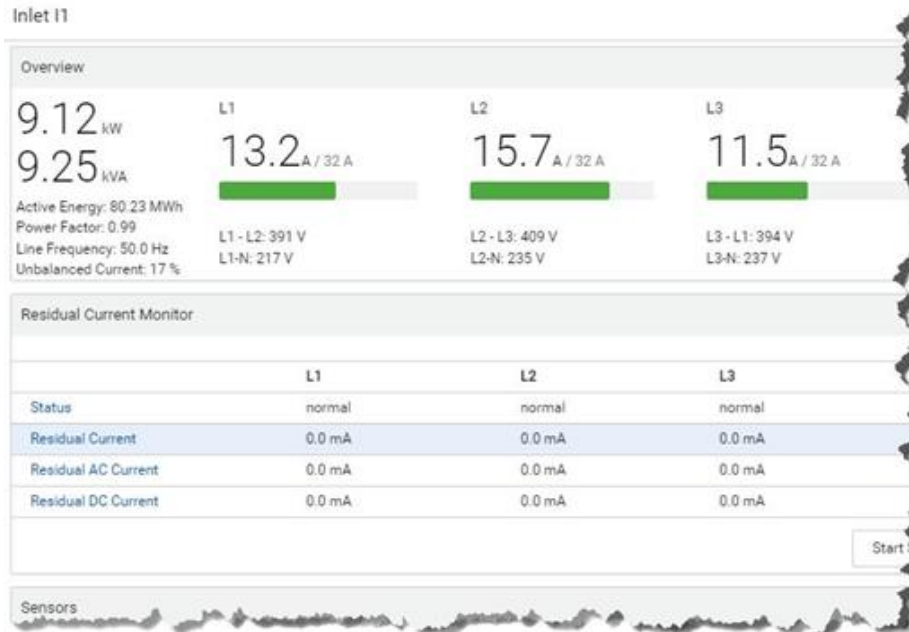 Inlet I1
Overview
9.12 kW
9.25 kVA
Active Energy: 80.23 MWh
Power Factor: 0.99
Line Frequency: 50.0 Hz
Unbalanced Current: 17 %
L1
13.2 A / 32 A
L1 - L2: 391 V
L1-N: 217 V
L2
15.7 A / 32 A
L2 - L3: 409 V
L2-N: 235 V
L3
11.5 A / 32 A
L3 - L1: 394 V
L3-N: 237 V
Residual Current Monitor
L1 L2 L3
Status normal normal normal
Residual Current 0.0 mA 0.0 mA 0.0 mA
Residual AC Current 0.0 mA 0.0 mA 0.0 mA
Residual DC Current 0.0 mA 0.0 mA 0.0 mA
Start
Sensors